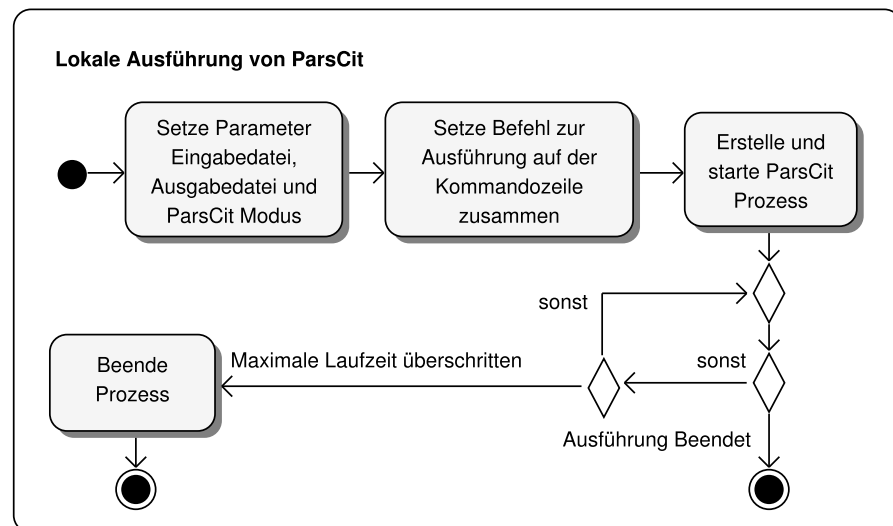 Lokale Ausführung von ParsCit
Setze Parameter
Eingabedatei,
Ausgabedatei und
ParsCit Modus
Setze Befehl zur
Ausführung auf der
Kommandozeile
zusammen
Erstelle und
starte ParsCit
Prozess
sonst
sonst
Maximale Laufzeit überschritten
Beende
Prozess
Ausführung Beendet